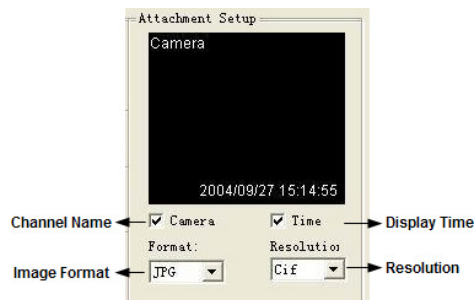 Attachment Setup
Camera
2004/09/27 15:14:55
Channel Name
Camera
Time
Display Time
Format:
Resolutio
Image Format
JPG
Cif
Resolution